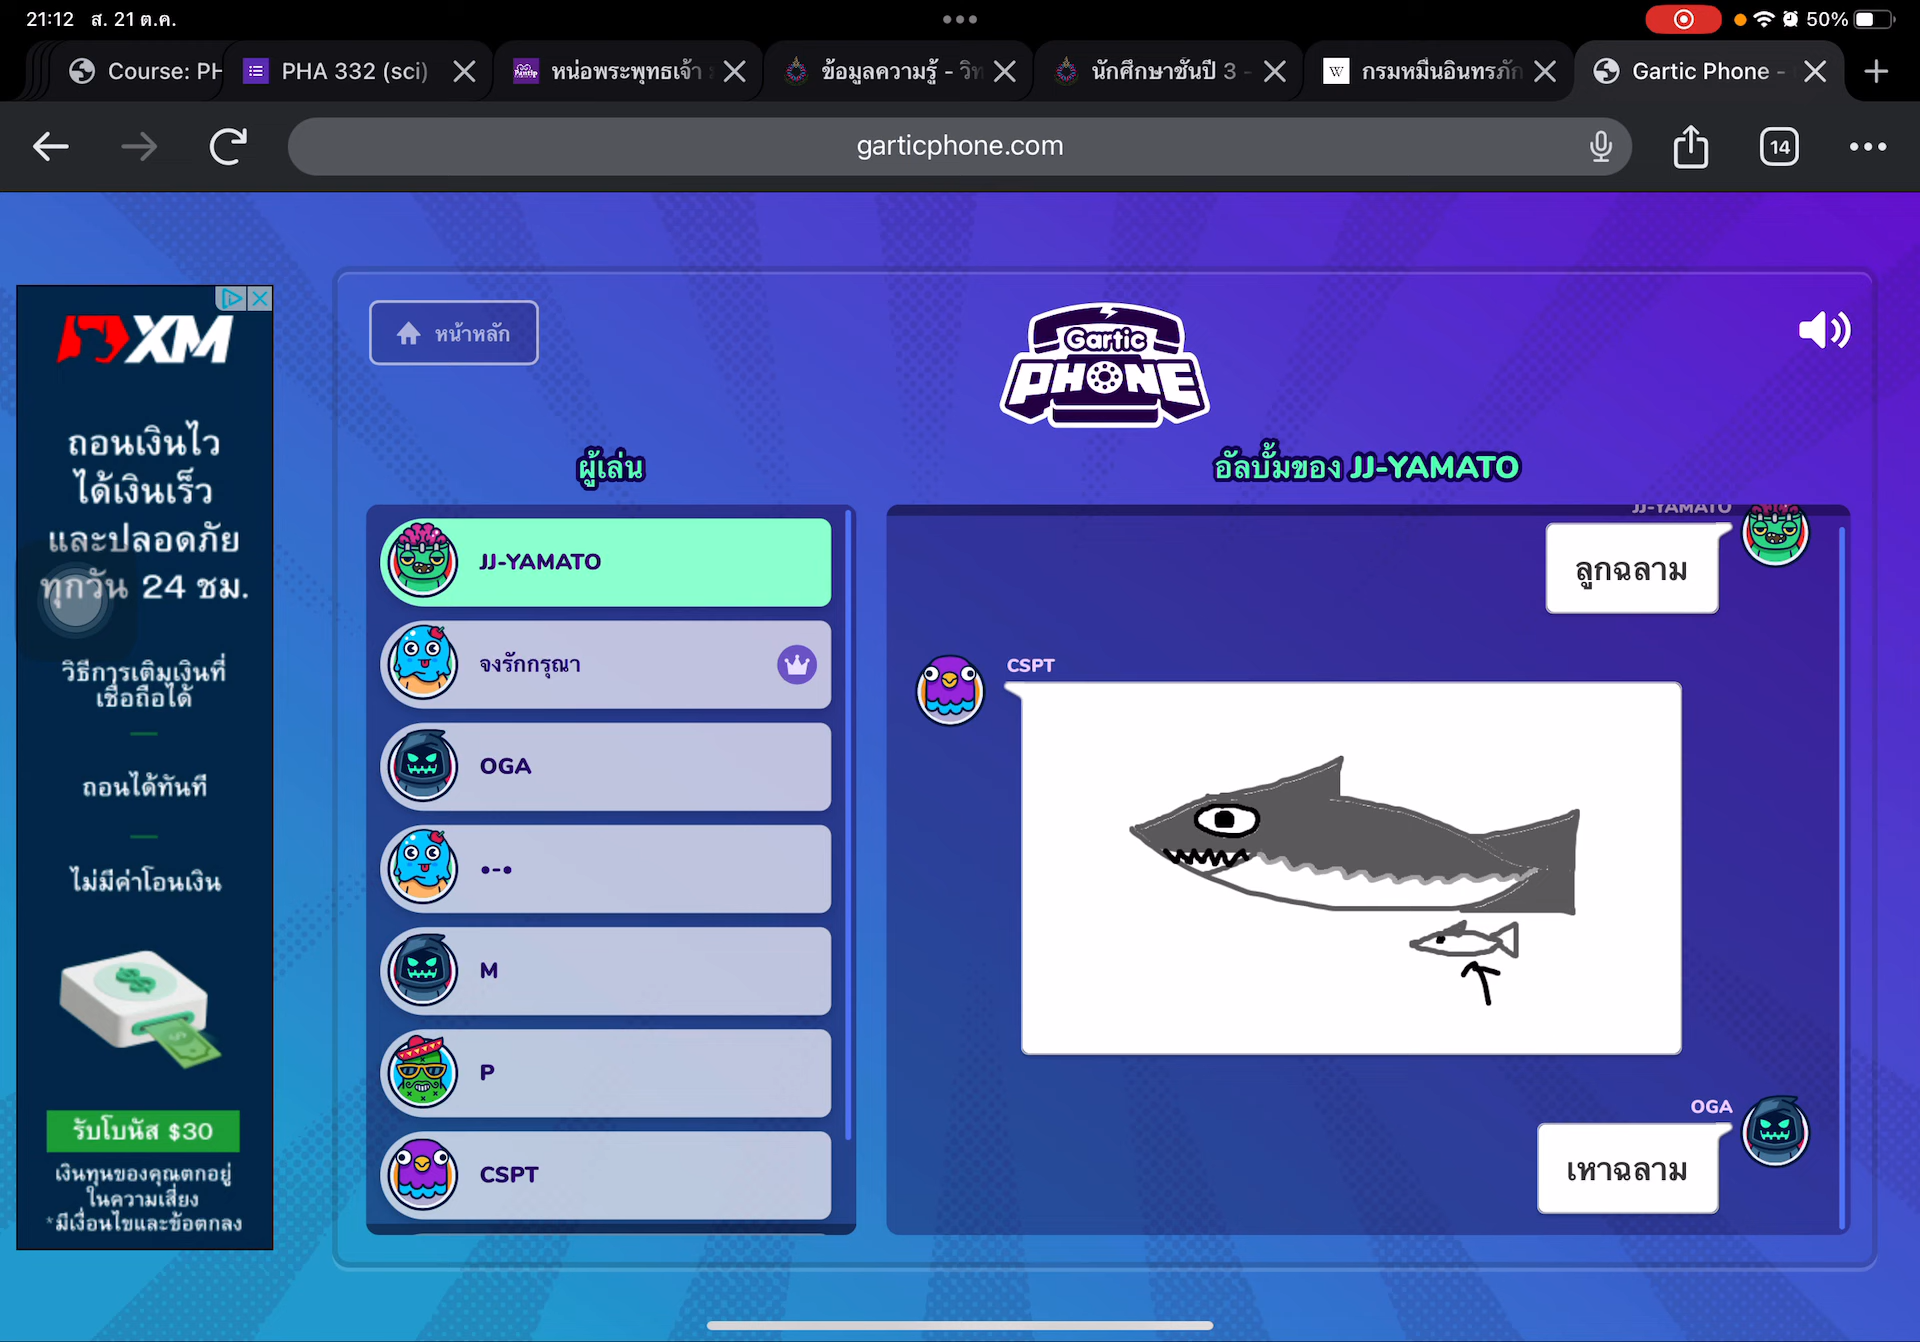 21:12 ส. 21 ต.ค.
50%
Course: PH
PHA 332 (sci)
หน่อพระพุทธเจ้า
ข้อมูลความรู้ - วิท
นักศึกษาชั้นปี 3 -
W
กรมหมื่นอินทรภัก
Gartic Phone -
garticphone.com
14
XM
ถอนเงินไว
ได้เงินเร็ว
และปลอดภัย
ทุกวัน 24 ชม.
วิธีการเติมเงินที่
เชื่อถือได้
ถอนได้ทันที
ไม่มีค่าโอนเงิน
รับโบนัส $30
เงินทุนของคุณตกอยู่
ในความเสี่ยง
*มีเงื่อนไขและข้อตกลง
หน้าหลัก
Gartic
PHONE
ผู้เล่น
JJ-YAMATO
จงรักกรุณา
OGA
•-•
M
P
CSPT
อัลบั้มของ JJ-YAMATO
JJ-YAMATO
ลูกฉลาม
CSPT
OGA
เหาฉลาม